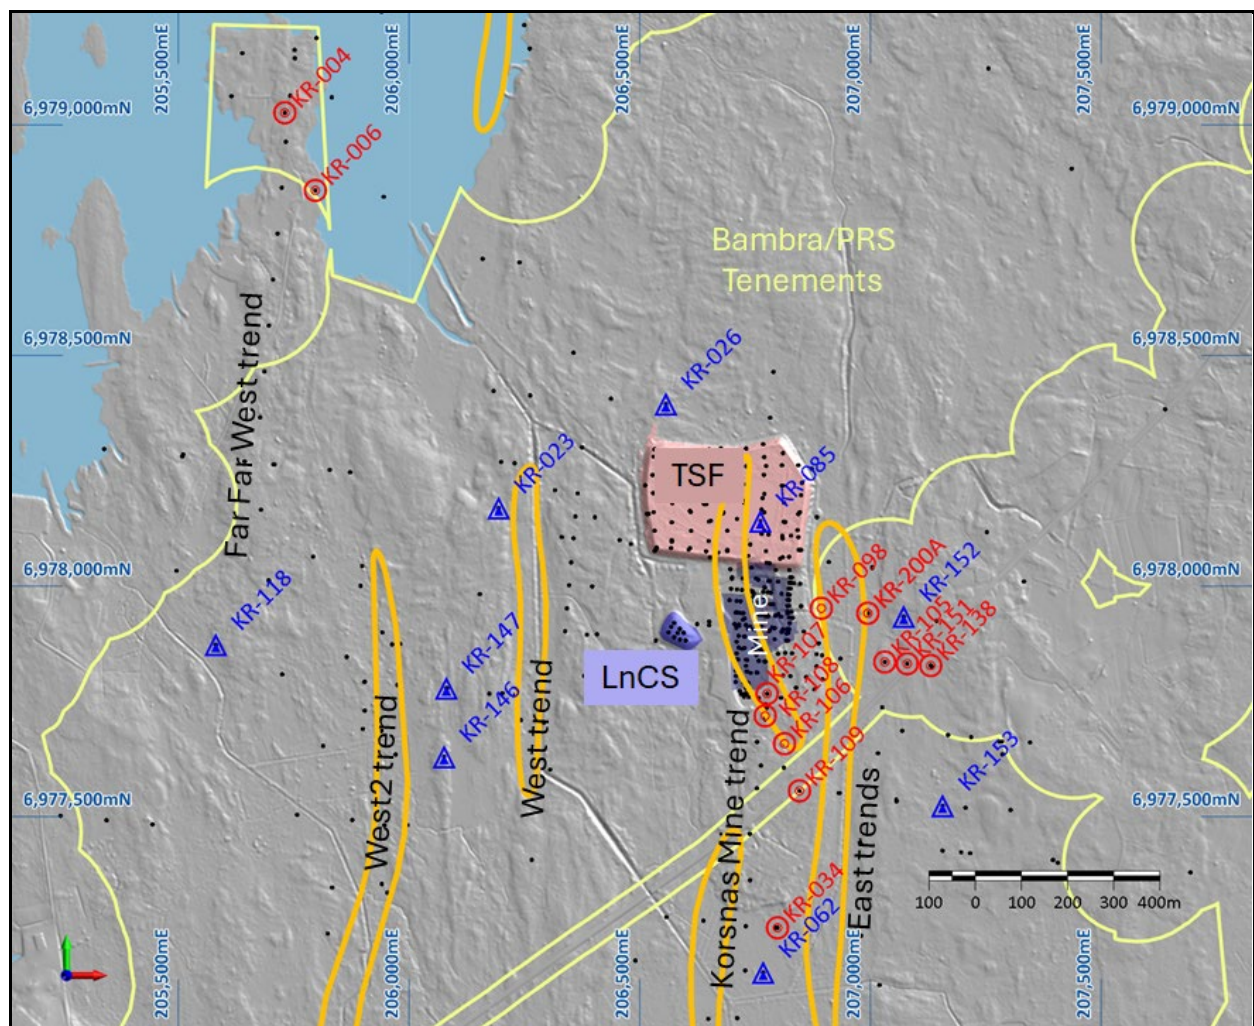 205,500mE
206,000mE
206,500mE
207,000mE
207,500mE
6,979,000mN
6,979,000mN
KR-004
KR-006
Bambra/PRS
Tenements
6,978,500mN
6,978,500mN
Far Far West trend
KR-026
KR-023
TSF
KR-085
6,978,000mN
6,978,000mN
KR-118
KR-098
KR-200A
KR-152
KR-105
KR-151
KR-138
Mine
KR-147
KR-146
LnCS
KR-107
KR-108
KR-106
KR-109
West2 trend
West trend
Korsnas Mine trend
East trends
KR-153
6,977,500mN
6,977,500mN
KR-034
KR-062
100 0 100 200 300 400m
205,500mE
206,000mE
206,500mE
207,000mE
207,500mE